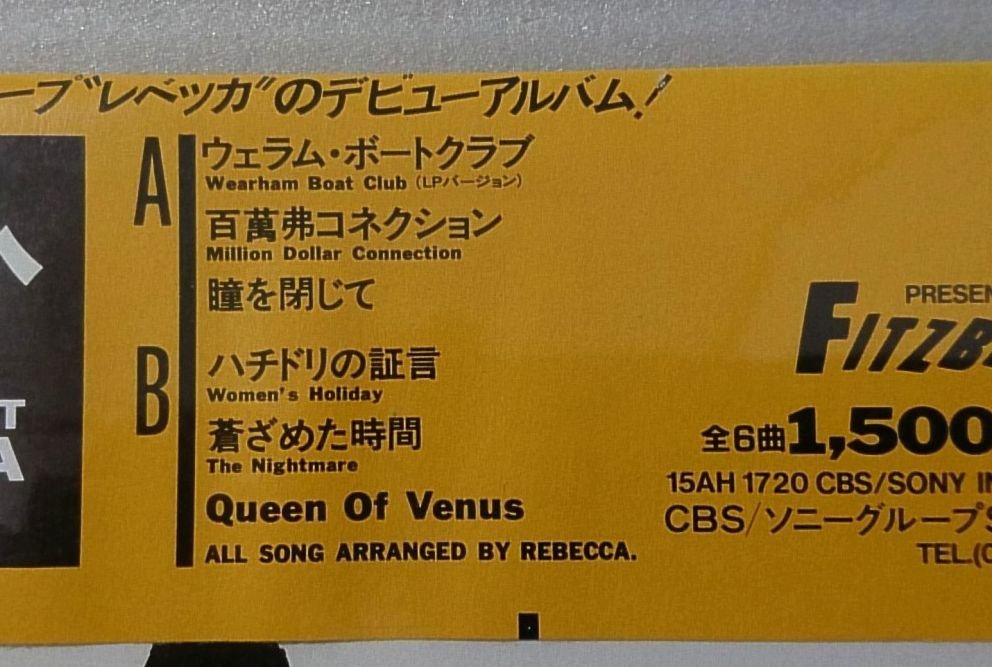 ープ"レベッカ"のデビューアルバム!
A
ウェラム・ボートクラブ
Wearham Boat Club (LPバージョン)
百萬弗コネクション
Million Dollar Connection
瞳を閉じて
B
ハチドリの証言
Women's Holiday
蒼ざめた時間
The Nightmare
Queen Of Venus
ALL SONG ARRANGED BY REBECCA.
T
A
PRESEN
FITZB
全6曲1,500
15AH 1720 CBS/SONY IN
CBS/ソニーグループS
TEL.(0